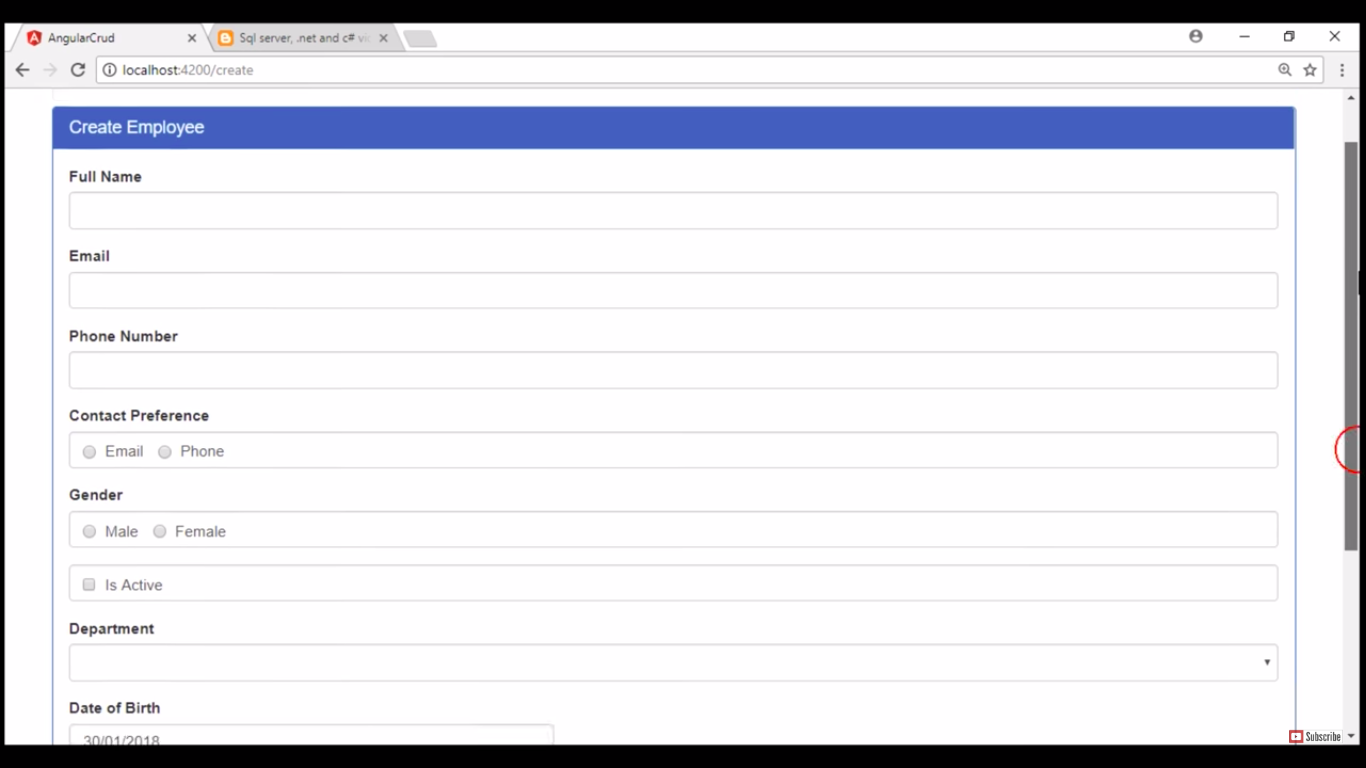 AngularCrud
Sql server, .net and c# vi
localhost:4200/create
Create Employee
Full Name
Email
Phone Number
Contact Preference
Email Phone
Gender
Male Female
Is Active
Department
Date of Birth
30/01/2018
Subscribe